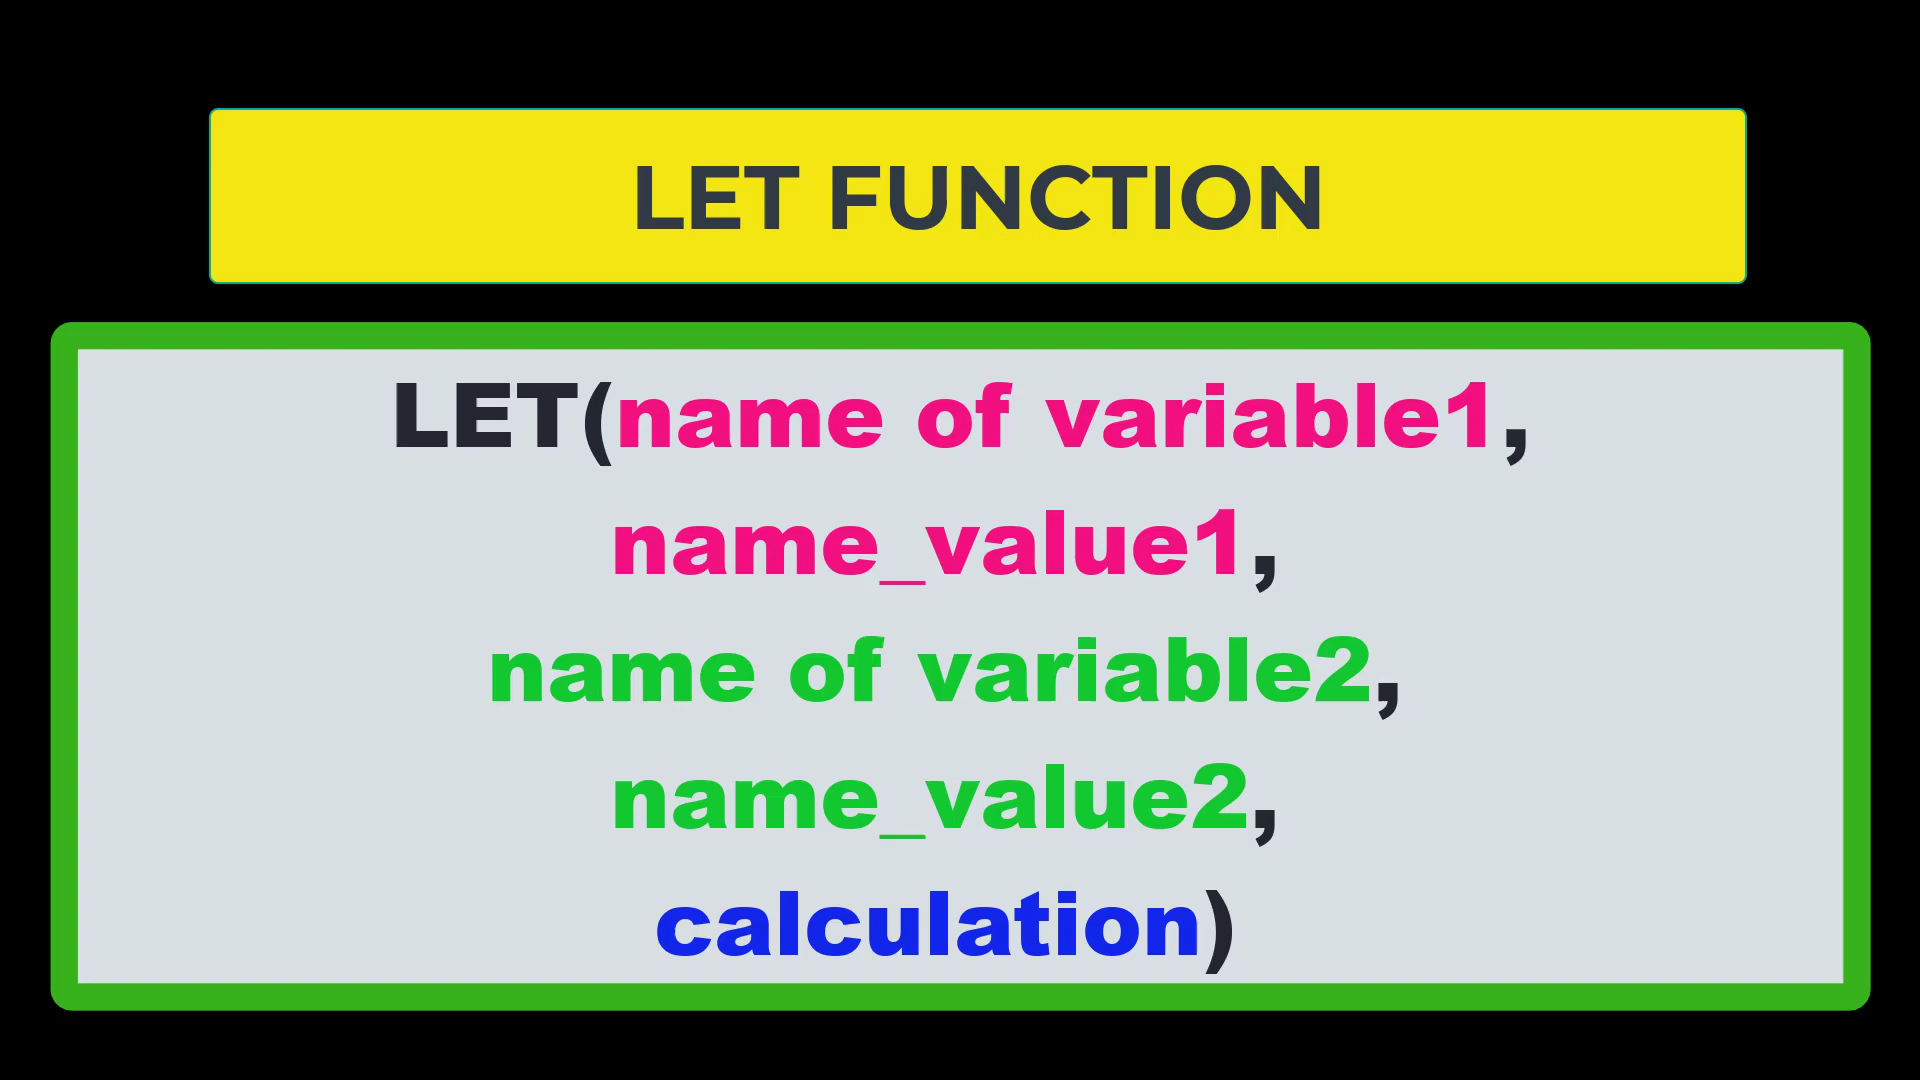 LET FUNCTION
LET(name of variable1,
name_value1,
name of variable2,
name_value2,
calculation)